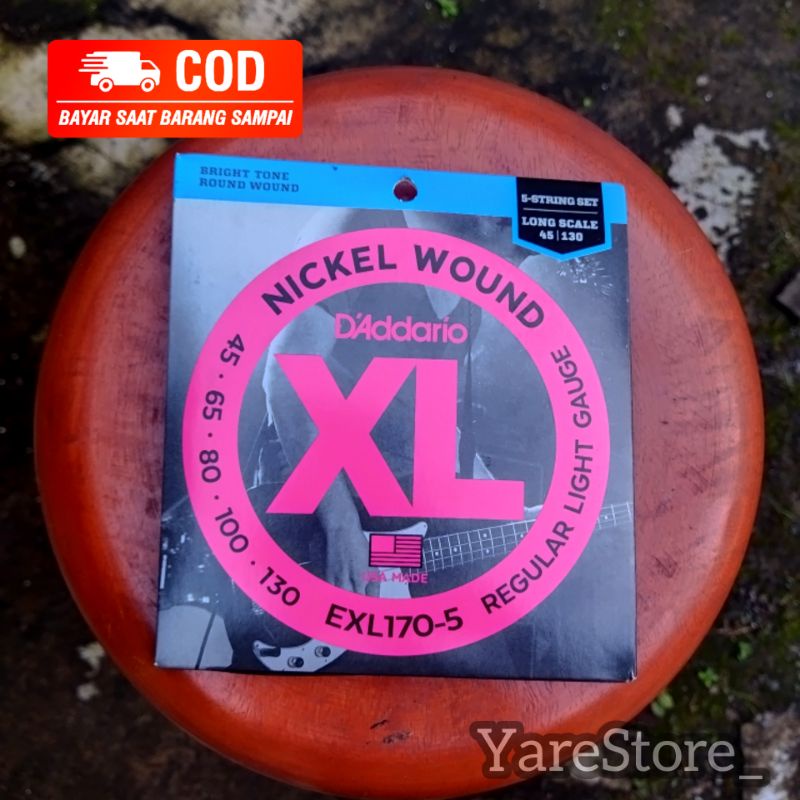 COD
BAYAR SAAT BARANG SAMPAI
BRIGHT TONE
ROUND WOUND
5-STRING SET
LONG SCALE
45 | 130
NICKEL WOUND
D'Addario
XL
45 · 65 · 80 · 100 · 130
USA MADE
EXL170-5
REGULAR LIGHT GAUGE
YareStore_